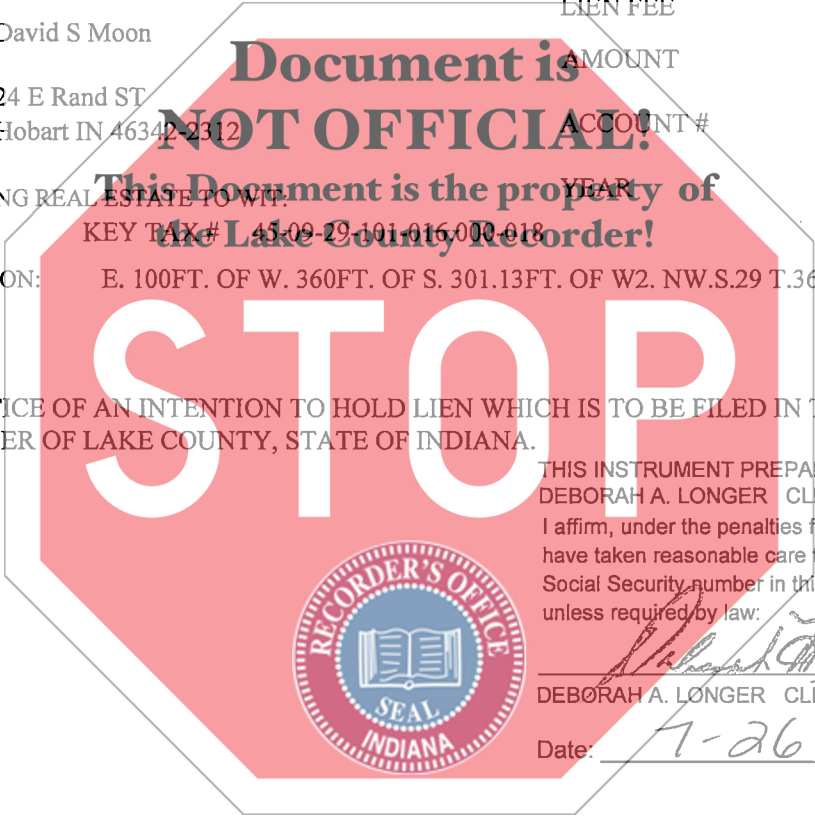 LIEN FEE
David S Moon
Document is
AMOUNT
24 E Rand ST
NOT OFFICIAL!
ACCOUNT #
Hobart IN 46342-2312
This Document is the property of
YEAR
NG REAL ESTATE TO WIT:
the Lake County Recorder!
KEY TAX# 45-09-29-101-016.000-018
ON: E. 100FT. OF W. 360FT. OF S. 301.13FT. OF W2. NW.S.29 T.36
STOP
ICE OF AN INTENTION TO HOLD LIEN WHICH IS TO BE FILED IN T
ER OF LAKE COUNTY, STATE OF INDIANA.
THIS INSTRUMENT PREPA
DEBORAH A. LONGER CL
I affirm, under the penalties f
have taken reasonable care t
Social Security number in thi
unless required by law:
RECORDER'S OFFICE
SEAL
INDIANA
DEBORAH A. LONGER CL
Date: 7-26